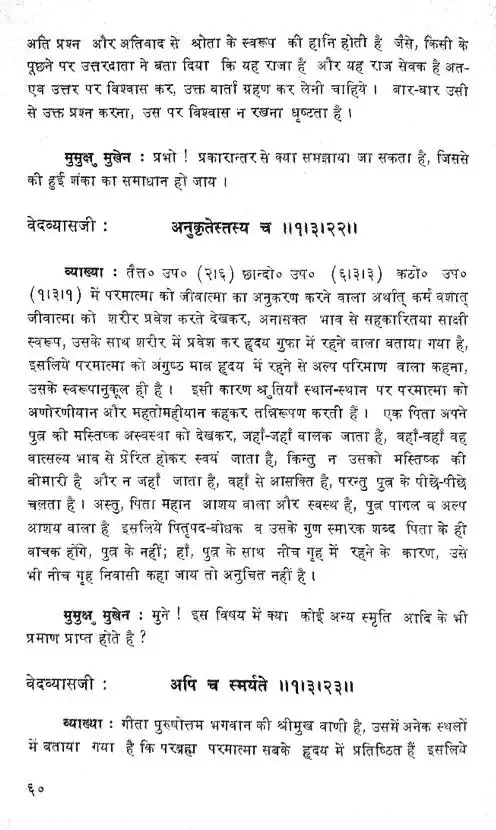 अति प्रश्न और अतिवाद से श्रोता के स्वरूप की हानि होती है जैसे, किसी के
पूछने पर उत्तरदाता ने बता दिया कि यह राजा है और यह राज सेवक है अत-
एव उत्तर पर विश्वास कर, उक्त वार्ता ग्रहण कर लेनी चाहिये । बार-बार उसी
से उक्त प्रश्न करना, उस पर विश्वास न रखना धृष्टता है ।
मुमुक्षु मुखेन : प्रभो ! प्रकारान्तर से क्या समझाया जा सकता है, जिससे
की हुई शंका का समाधान हो जाय ।
वेदव्यासजी : अनुकृतेस्तस्य च ॥१।३।२२॥
व्याख्या : तैत्त० उप० (२।६) छान्दो० उप० (६।३।३) कठो० उप०
(१।३।१) में परमात्मा को जीवात्मा का अनुकरण करने वाला अर्थात् कर्म वशात्
जीवात्मा को शरीर प्रवेश करते देखकर, अनासक्त भाव से सहकारितया साक्षी
स्वरूप, उसके साथ शरीर में प्रवेश कर हृदय गुफा में रहने वाला बताया गया है,
इसलिये परमात्मा को अंगुष्ठ मात्र हृदय में रहने से अल्प परिमाण वाला कहना,
उसके स्वरूपानुकूल ही है । इसी कारण श्रुतियाँ स्थान-स्थान पर परमात्मा को
अणोरणीयान और महतोमहीयान कहकर तन्निरूपण करती हैं । एक पिता अपने
पुत्र की मस्तिष्क अस्वस्था को देखकर, जहाँ-जहाँ बालक जाता है, वहाँ-वहाँ वह
वात्सल्य भाव से प्रेरित होकर स्वयं जाता है, किन्तु न उसको मस्तिष्क की
बीमारी है और न जहाँ जाता है, वहाँ से आसक्ति है, परन्तु पुत्र के पीछे-पीछे
चलता है । अस्तु, पिता महान आशय वाला और स्वस्थ है, पुत्र पागल व अल्प
आशय वाला है इसलिये पितृपद-बोधक व उसके गुण स्मारक शब्द पिता के ही
वाचक होंगे, पुत्र के नहीं; हाँ, पुत्र के साथ नीच गृह में रहने के कारण, उसे
भी नीच गृह निवासी कहा जाय तो अनुचित नहीं है ।
मुमुक्षु मुखेन : मुने ! इस विषय में क्या कोई अन्य स्मृति आदि के भी
प्रमाण प्राप्त होते है ?
वेदव्यासजी : अपि च स्मर्यते ॥१।३।२३॥
व्याख्या : गीता पुरुषोत्तम भगवान की श्रीमुख वाणी है, उसमें अनेक स्थलों
में बताया गया है कि परब्रह्म परमात्मा सबके हृदय में प्रतिष्ठित हैं इसलिये
६०